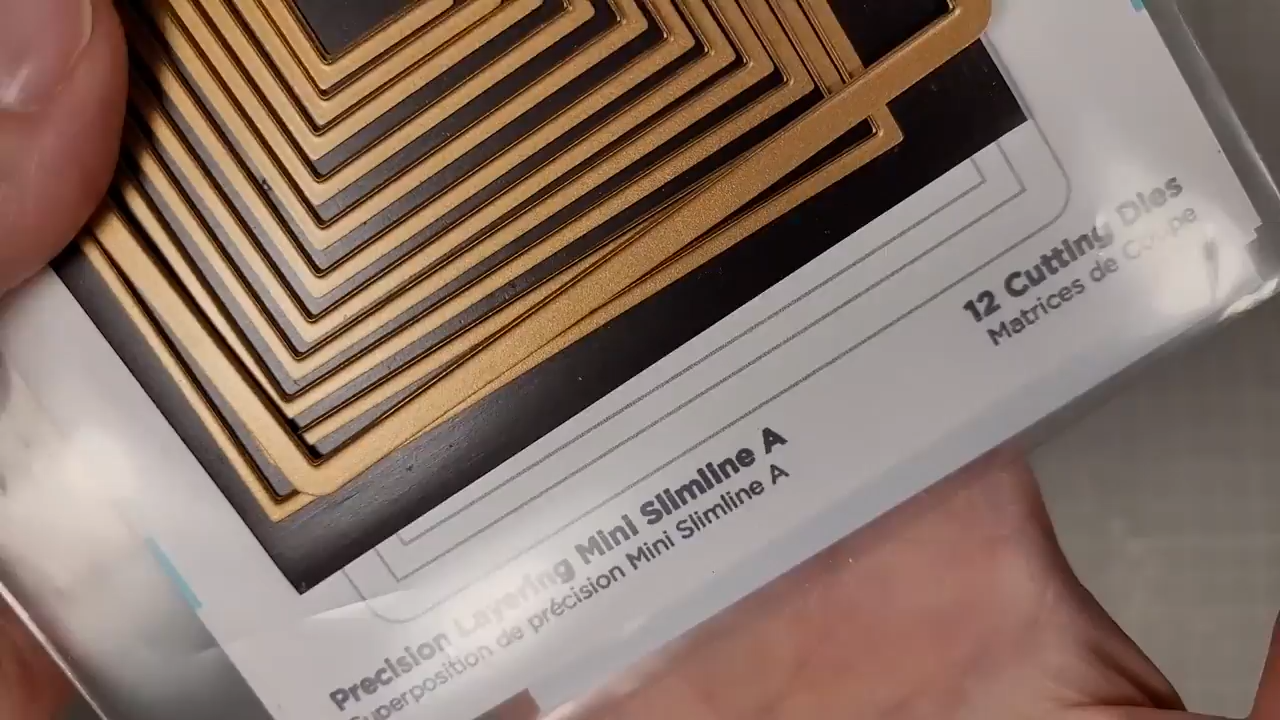 12 Cutting Dies
Matrices de Coupe
Precision Layering Mini Slimline A
Superposition de précision Mini Slimline A